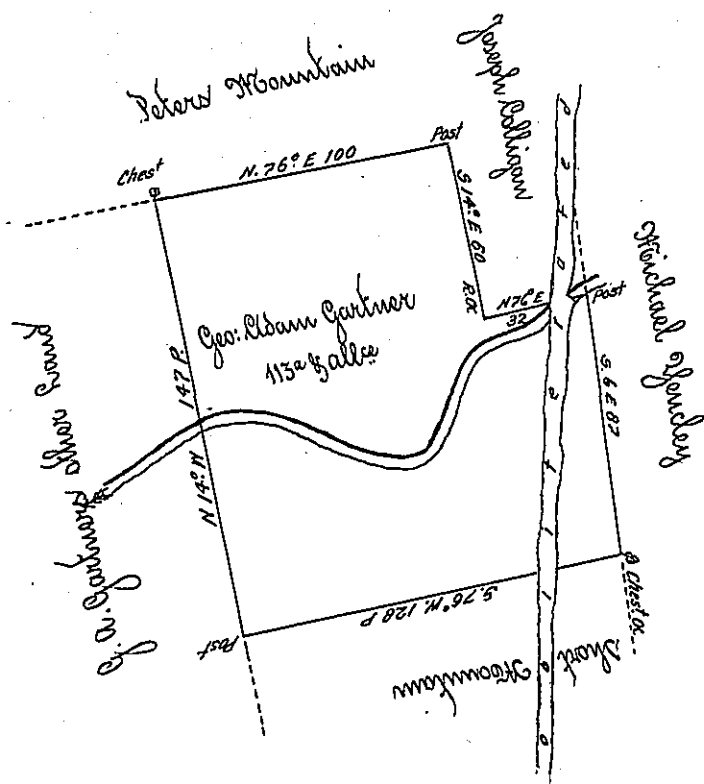 Peters Mountain
Joseph Colligan
Chest
N. 76° E 100
Post
S 14° E 60
R.O.
N 76° E
32
Post
Michael Yencley
S. 6 E 87
Geo: Adam Gartner
113a & allce
147 P.
N 14° W
G. A. Gartners other Land
Post
S. 76° W. 128 P
Chest O.
Short
Mountain